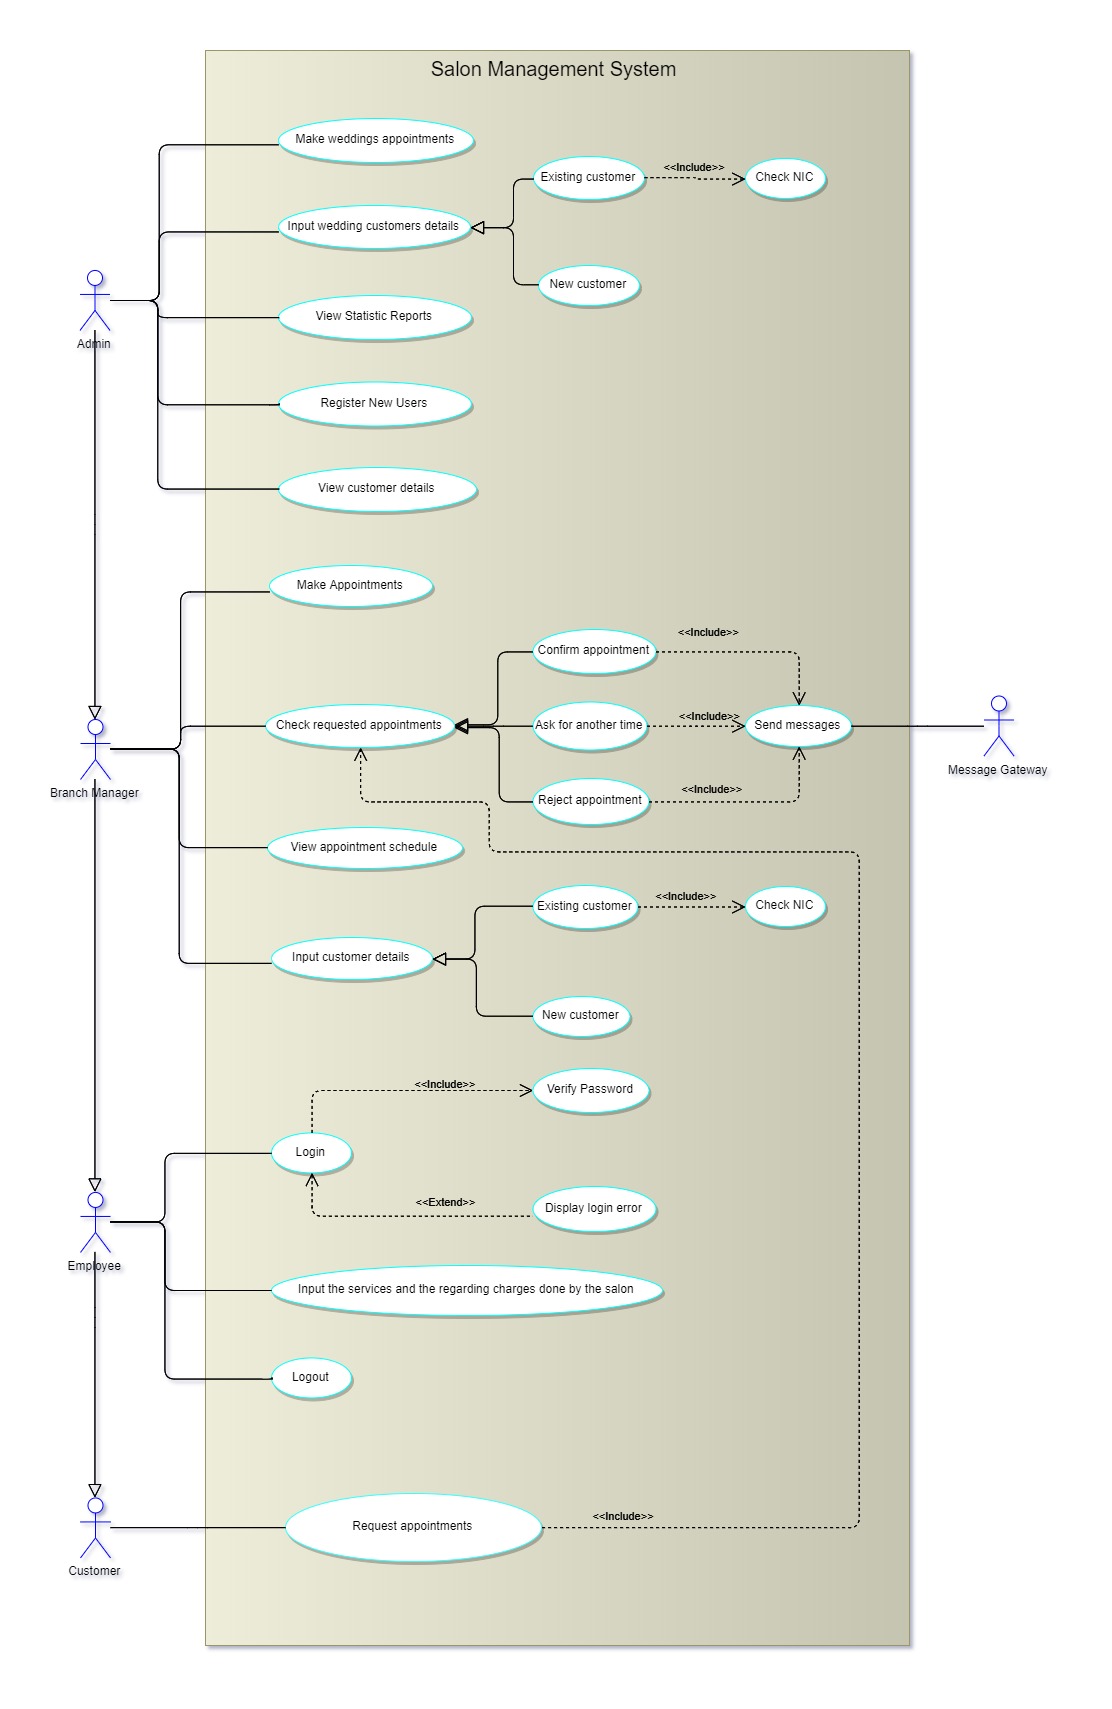 Salon Management System
Make weddings appointments
Existing customer
<<Include>>
Check NIC
Input wedding customers details
New customer
View Statistic Reports
Admin
Register New Users
View customer details
Make Appointments
Confirm appointment
<<Include>>
Check requested appointments
Ask for another time
<<Include>>
Send messages
Message Gateway
Branch Manager
Reject appointment
<<Include>>
View appointment schedule
Existing customer
<<Include>>
Check NIC
Input customer details
New customer
<<Include>>
Verify Password
Login
<<Extend>>
Display login error
Employee
Input the services and the regarding charges done by the salon
Logout
Request appointments
<<Include>>
Customer